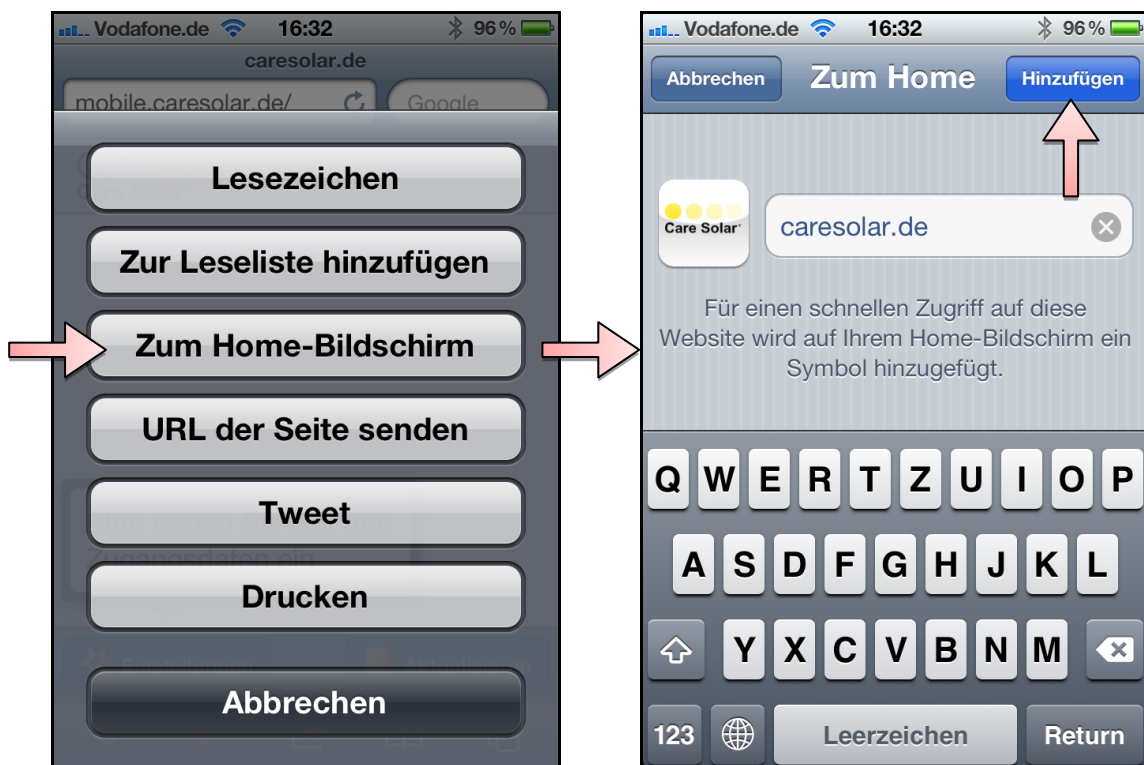 Vodafone.de 16:32 96 %
caresolar.de
mobile.caresolar.de/ Google
Lesezeichen
Zur Leseliste hinzufügen
Zum Home-Bildschirm
URL der Seite senden
Tweet
Zugangsdaten ein
Drucken
Abbrechen
Vodafone.de 16:32 96 %
Abbrechen Zum Home Hinzufügen
Care Solar
caresolar.de
Für einen schnellen Zugriff auf diese
Website wird auf Ihrem Home-Bildschirm ein
Symbol hinzugefügt.
Q W E R T Z U I O P
A S D F G H J K L
Y X C V B N M
123 Leerzeichen Return